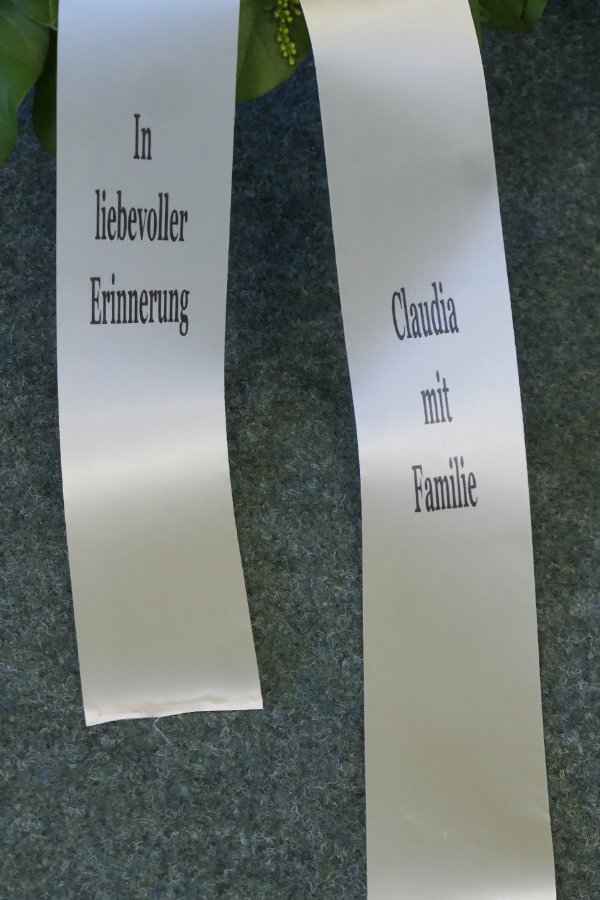 In
liebevoller
Erinnerung
Claudia
mit
Familie